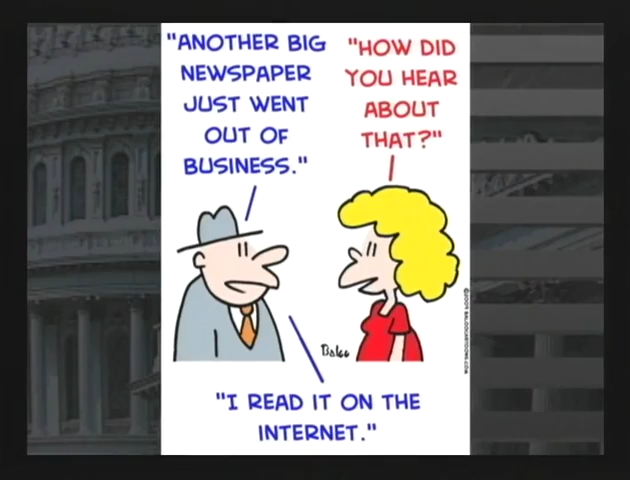 "ANOTHER BIG
NEWSPAPER
JUST WENT
OUT OF
BUSINESS."
"HOW DID
YOU HEAR
ABOUT
THAT?"
"I READ IT ON THE
INTERNET."
Baloo